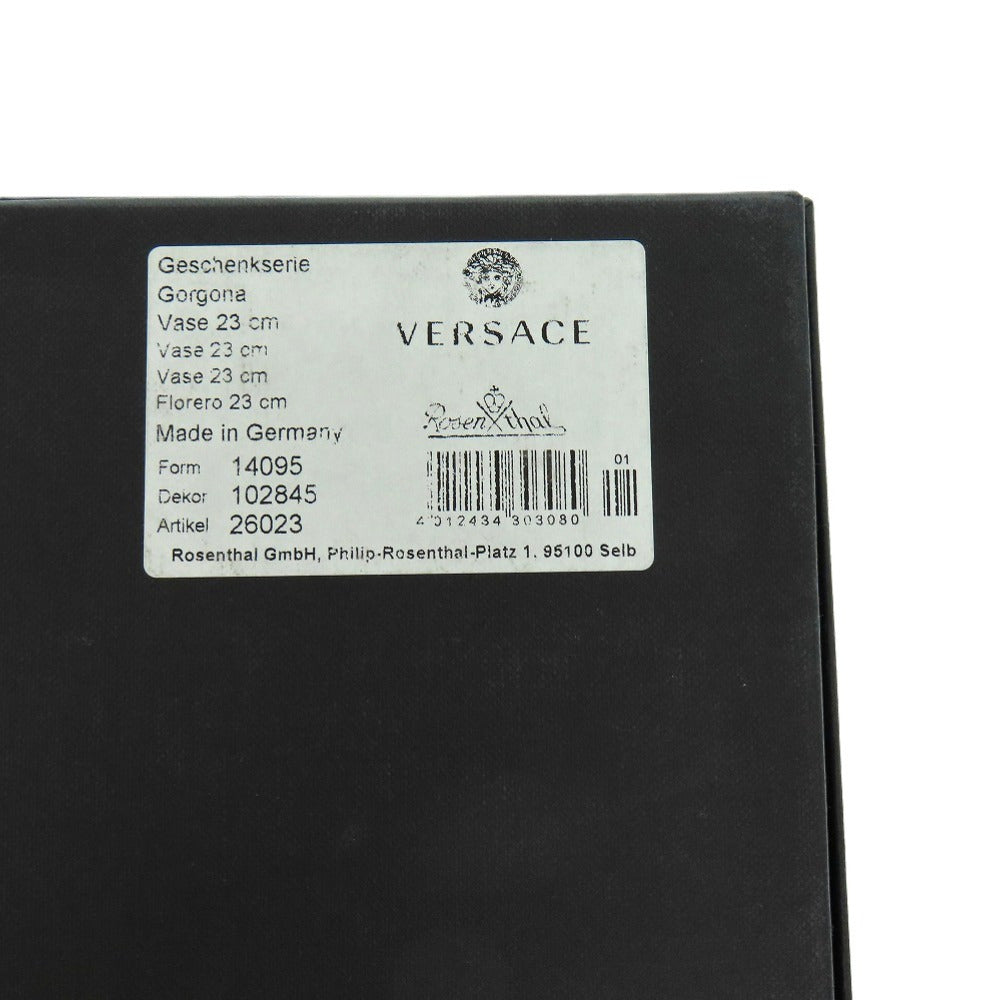 Geschenkserie
Gorgona
Vase 23 cm
Vase 23 cm
Vase 23 cm
Florero 23 cm
Made in Germany
Form 14095
Dekor 102845
Artikel 26023
VERSACE
Rosenthal
01
4 012434 303080
Rosenthal GmbH, Philip-Rosenthal-Platz 1, 95100 Selb